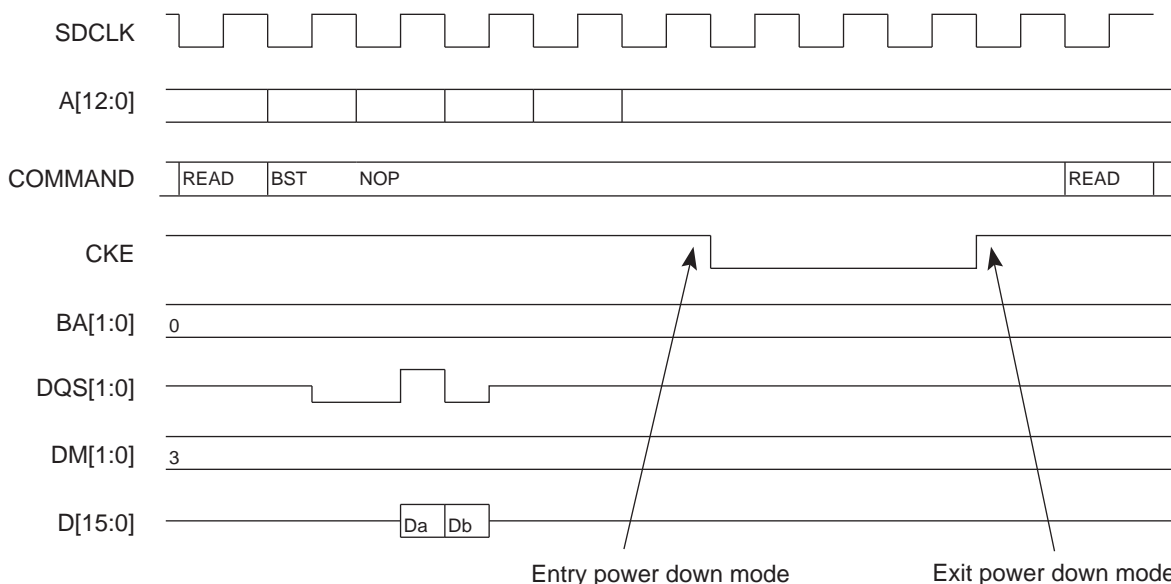 SDCLK
A[12:0]
COMMAND READ BST NOP READ
CKE
BA[1:0] 0
DQS[1:0]
DM[1:0] 3
D[15:0] Da Db
Entry power down mode Exit power down mode